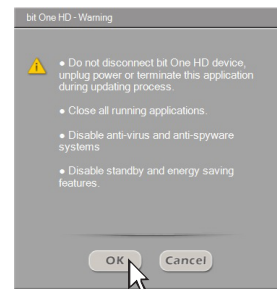 bit One HD - Warning
● Do not disconnect bit One HD device,
unplug power or terminate this application
during updating process.
● Close all running applications.
● Disable anti-virus and anti-spyware
systems
● Disable standby and energy saving
features.
OK Cancel